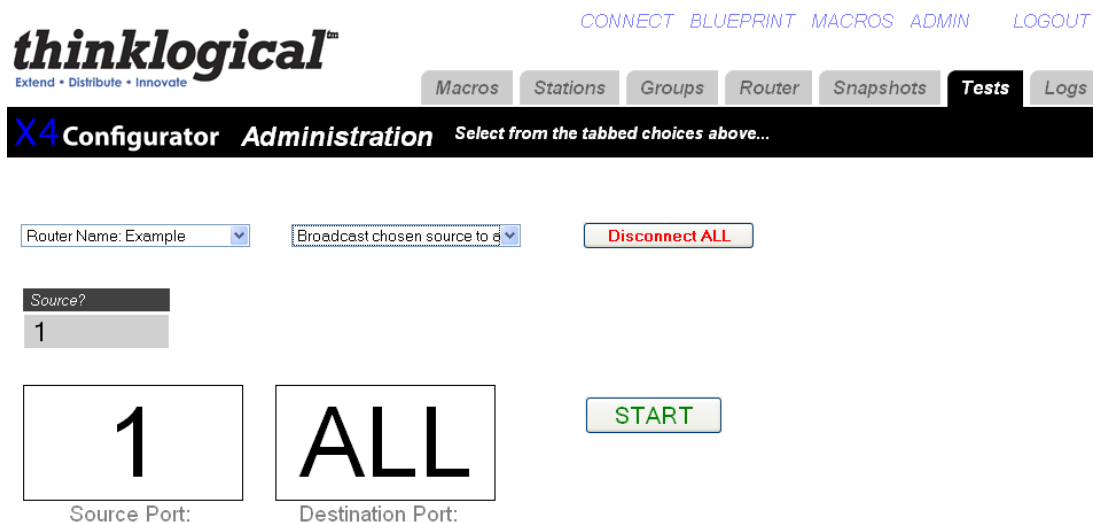 CONNECT BLUEPRINT MACROS ADMIN LOGOUT
thinklogical™
Extend • Distribute • Innovate
Macros Stations Groups Router Snapshots Tests Logs
X4 Configurator Administration Select from the tabbed choices above...
Router Name: Example Broadcast chosen source to Disconnect ALL
Source?
1
1 ALL START
Source Port: Destination Port: